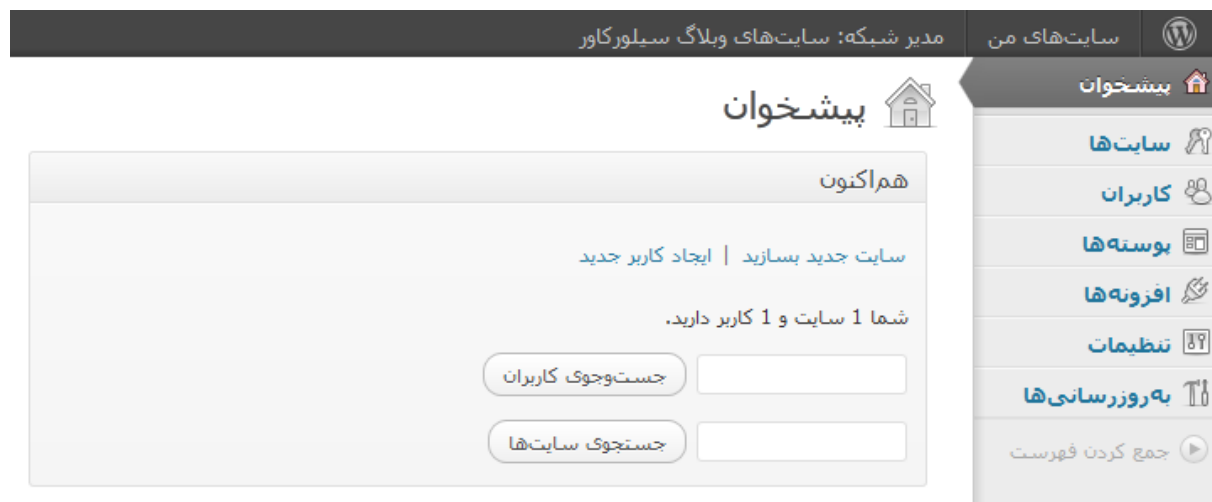 سایت‌های من
مدیر شبکه: سایت‌های وبلاگ سیلورکاور
پیشخوان
سایت‌ها
کاربران
پوسته‌ها
افزونه‌ها
تنظیمات
به‌روزرسانی‌ها
جمع کردن فهرست
پیشخوان
هم‌اکنون
سایت جدید بسازید | ایجاد کاربر جدید
شما 1 سایت و 1 کاربر دارید.
جست‌وجوی کاربران
جستجوی سایت‌ها